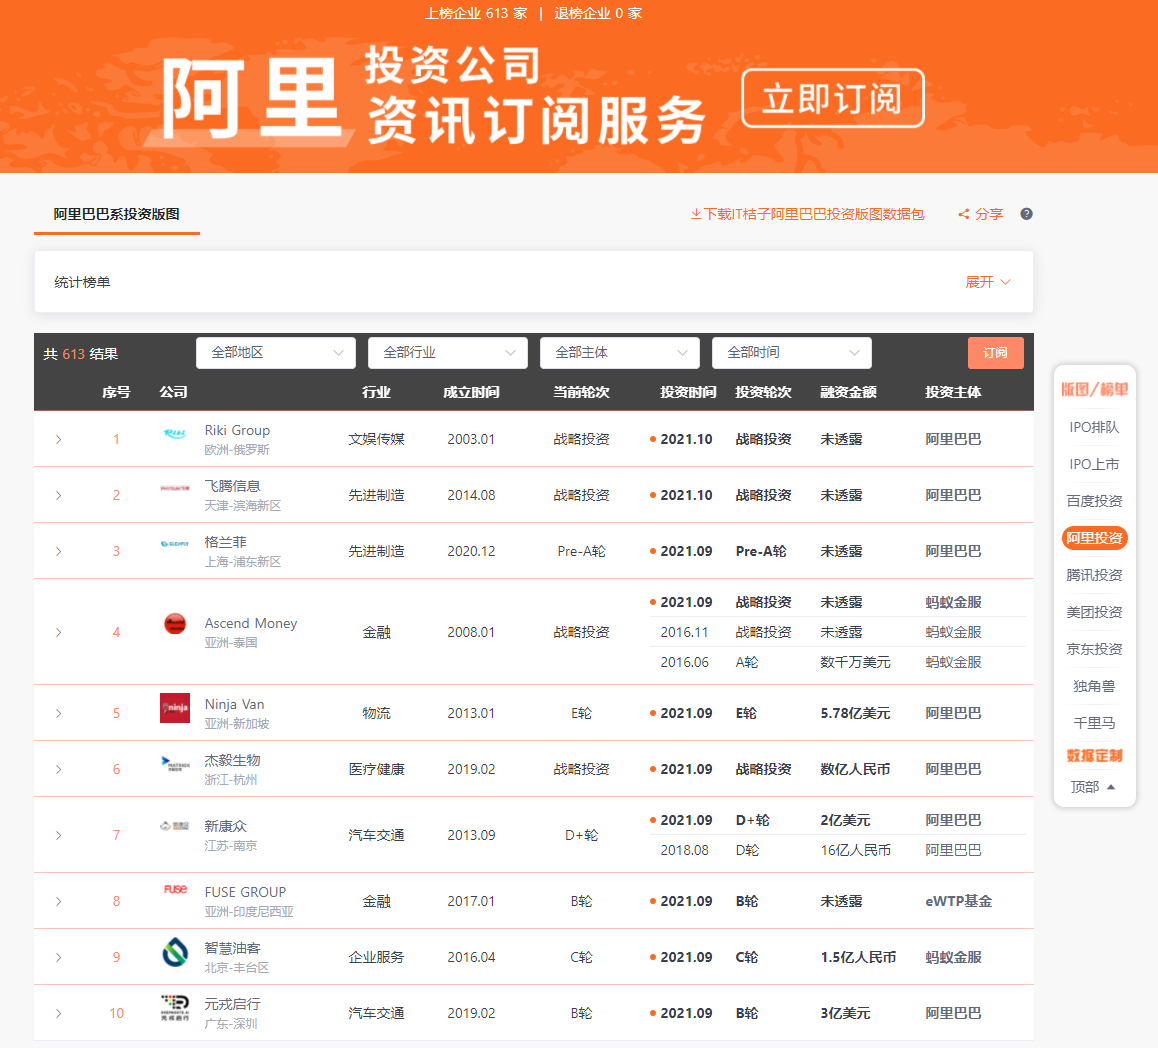 上榜企业 613 家 | 退榜企业 0 家
阿里
投资公司
资讯订阅服务
立即订阅
阿里巴巴系投资版图
下载IT桔子阿里巴巴投资版图数据包
分享
统计榜单
展开
共 613 结果
全部地区
全部行业
全部主体
全部时间
订阅
序号 公司 行业 成立时间 当前轮次 投资时间 投资轮次 融资金额 投资主体
1 Riki Group 文娱传媒 2003.01 战略投资 2021.10 战略投资 未透露 阿里巴巴
欧洲-俄罗斯
2 飞腾信息 先进制造 2014.08 战略投资 2021.10 战略投资 未透露 阿里巴巴
天津-滨海新区
3 格兰菲 先进制造 2020.12 Pre-A轮 2021.09 Pre-A轮 未透露 阿里巴巴
上海-浦东新区
2021.09 战略投资 未透露 蚂蚁金服
4 Ascend Money 金融 2008.01 战略投资 2016.11 战略投资 未透露 蚂蚁金服
亚洲-泰国
2016.06 A轮 数千万美元 蚂蚁金服
5 ninja Ninja Van 物流 2013.01 E轮 2021.09 E轮 5.78亿美元 阿里巴巴
亚洲-新加坡
6 杰毅生物 医疗健康 2019.02 战略投资 2021.09 战略投资 数亿人民币 阿里巴巴
浙江-杭州
2021.09 D+轮 2亿美元 阿里巴巴
7 新康众 汽车交通 2013.09 D+轮
江苏-南京
2018.08 D轮 16亿人民币 阿里巴巴
8 FUSE FUSE GROUP 金融 2017.01 B轮 2021.09 B轮 未透露 eWTP基金
亚洲-印度尼西亚
9 智慧油客 企业服务 2016.04 C轮 2021.09 C轮 1.5亿人民币 蚂蚁金服
北京-丰台区
10 元戎启行 元戎启行 汽车交通 2019.02 B轮 2021.09 B轮 3亿美元 阿里巴巴
广东-深圳
版图/榜单
IPO排队
IPO上市
百度投资
阿里投资
腾讯投资
美团投资
京东投资
独角兽
千里马
数据定制
顶部